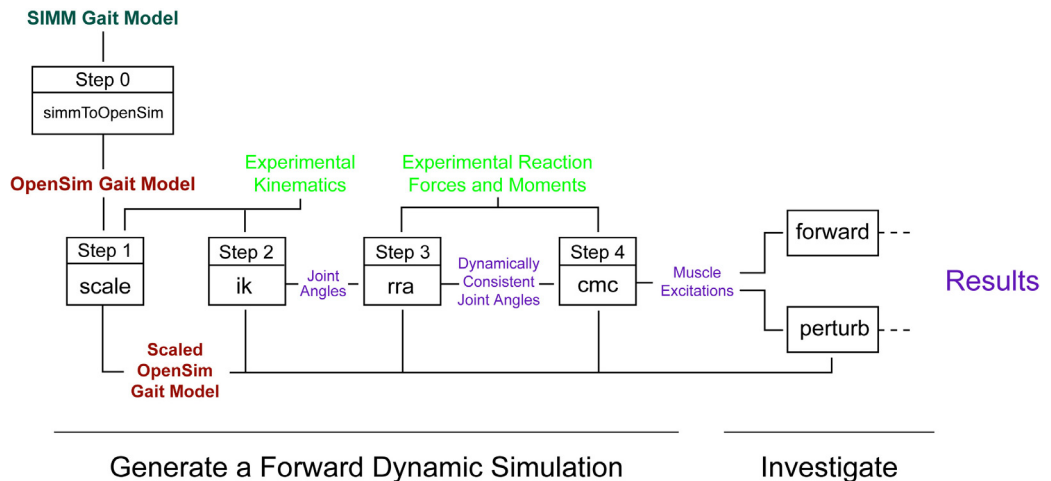 SIMM Gait Model
Step 0
simmToOpenSim
OpenSim Gait Model
Experimental
Kinematics
Experimental Reaction
Forces and Moments
Step 1
scale
Step 2
ik
Joint
Angles
Step 3
rra
Dynamically
Consistent
Joint Angles
Step 4
cmc
Muscle
Excitations
forward
perturb
Results
Scaled
OpenSim
Gait Model
Generate a Forward Dynamic Simulation
Investigate